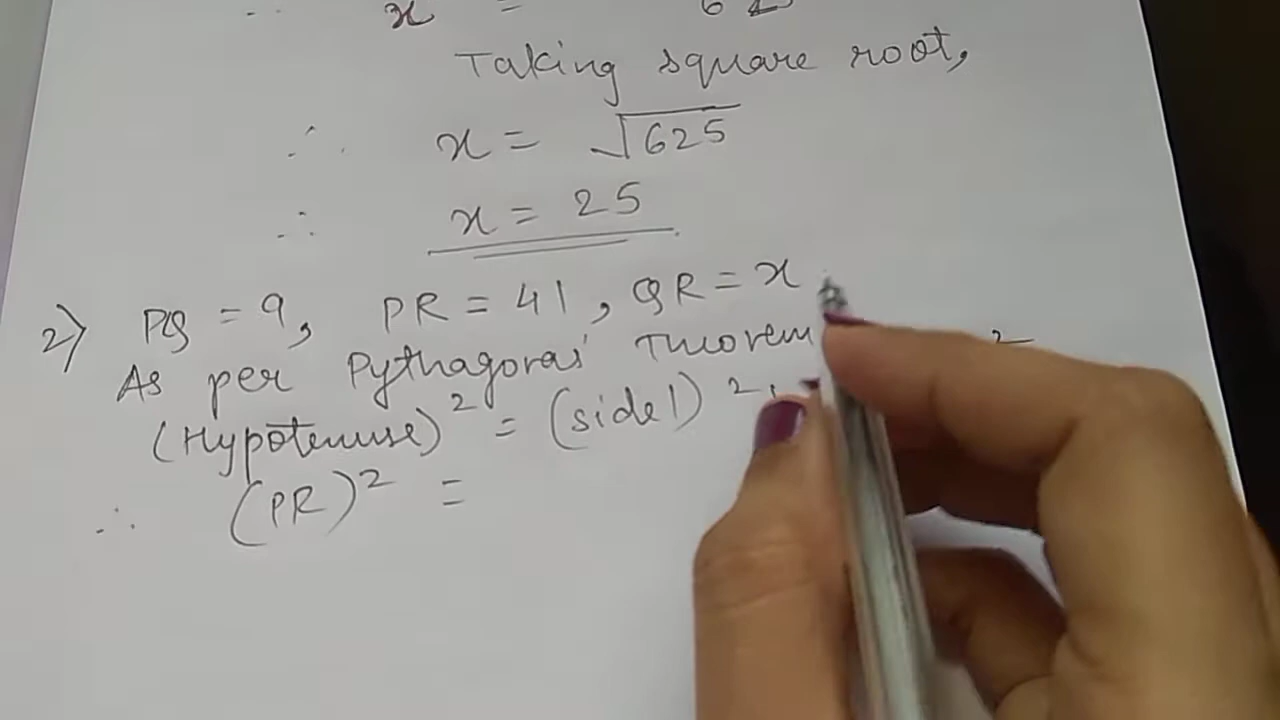 ∴ x =
Taking square root,
∴ x = √625
∴ x = 25
2) PQ = 9, PR = 41, QR = x
As per Pythagoras' Theorem
(Hypotenuse)² = (side1)² 2
∴ (PR)² =